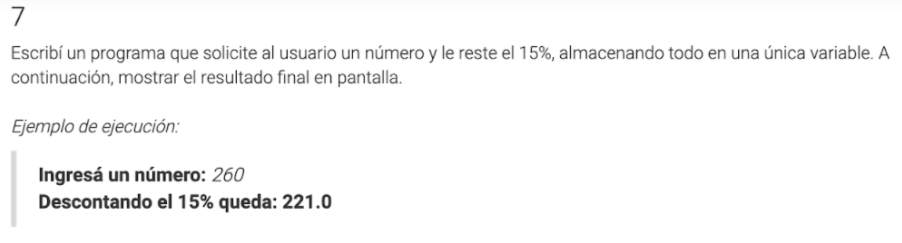 7
Escribí un programa que solicite al usuario un número y le reste el 15%, almacenando todo en una única variable. A
continuación, mostrar el resultado final en pantalla.
Ejemplo de ejecución:
Ingresá un número: 260
Descontando el 15% queda: 221.0